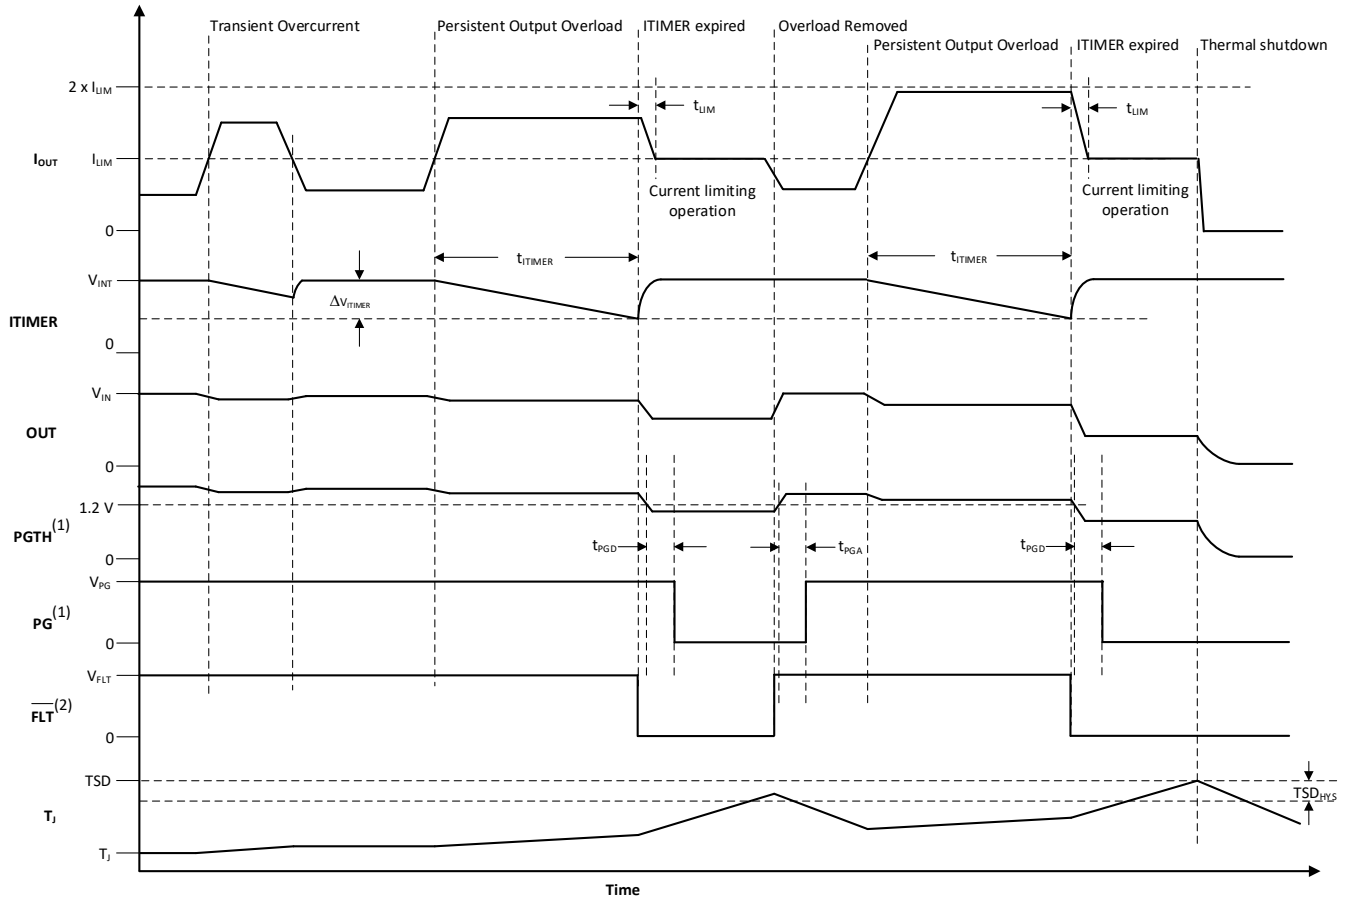 Transient Overcurrent
Persistent Output Overload
ITIMER expired
Overload Removed
Persistent Output Overload
ITIMER expired
Thermal shutdown
2 x ILIM
tLIM
tLIM
IOUT
ILIM
Current limiting
operation
Current limiting
operation
0
tITIMER
tITIMER
VINT
ΔVITIMER
ITIMER
0
VIN
OUT
0
1.2 V
PGTH(1)
tPGD
tPGA
tPGD
0
VPG
PG(1)
0
VFLT
FLT(2)
0
TSD
TSDHYS
TJ
TJ
Time